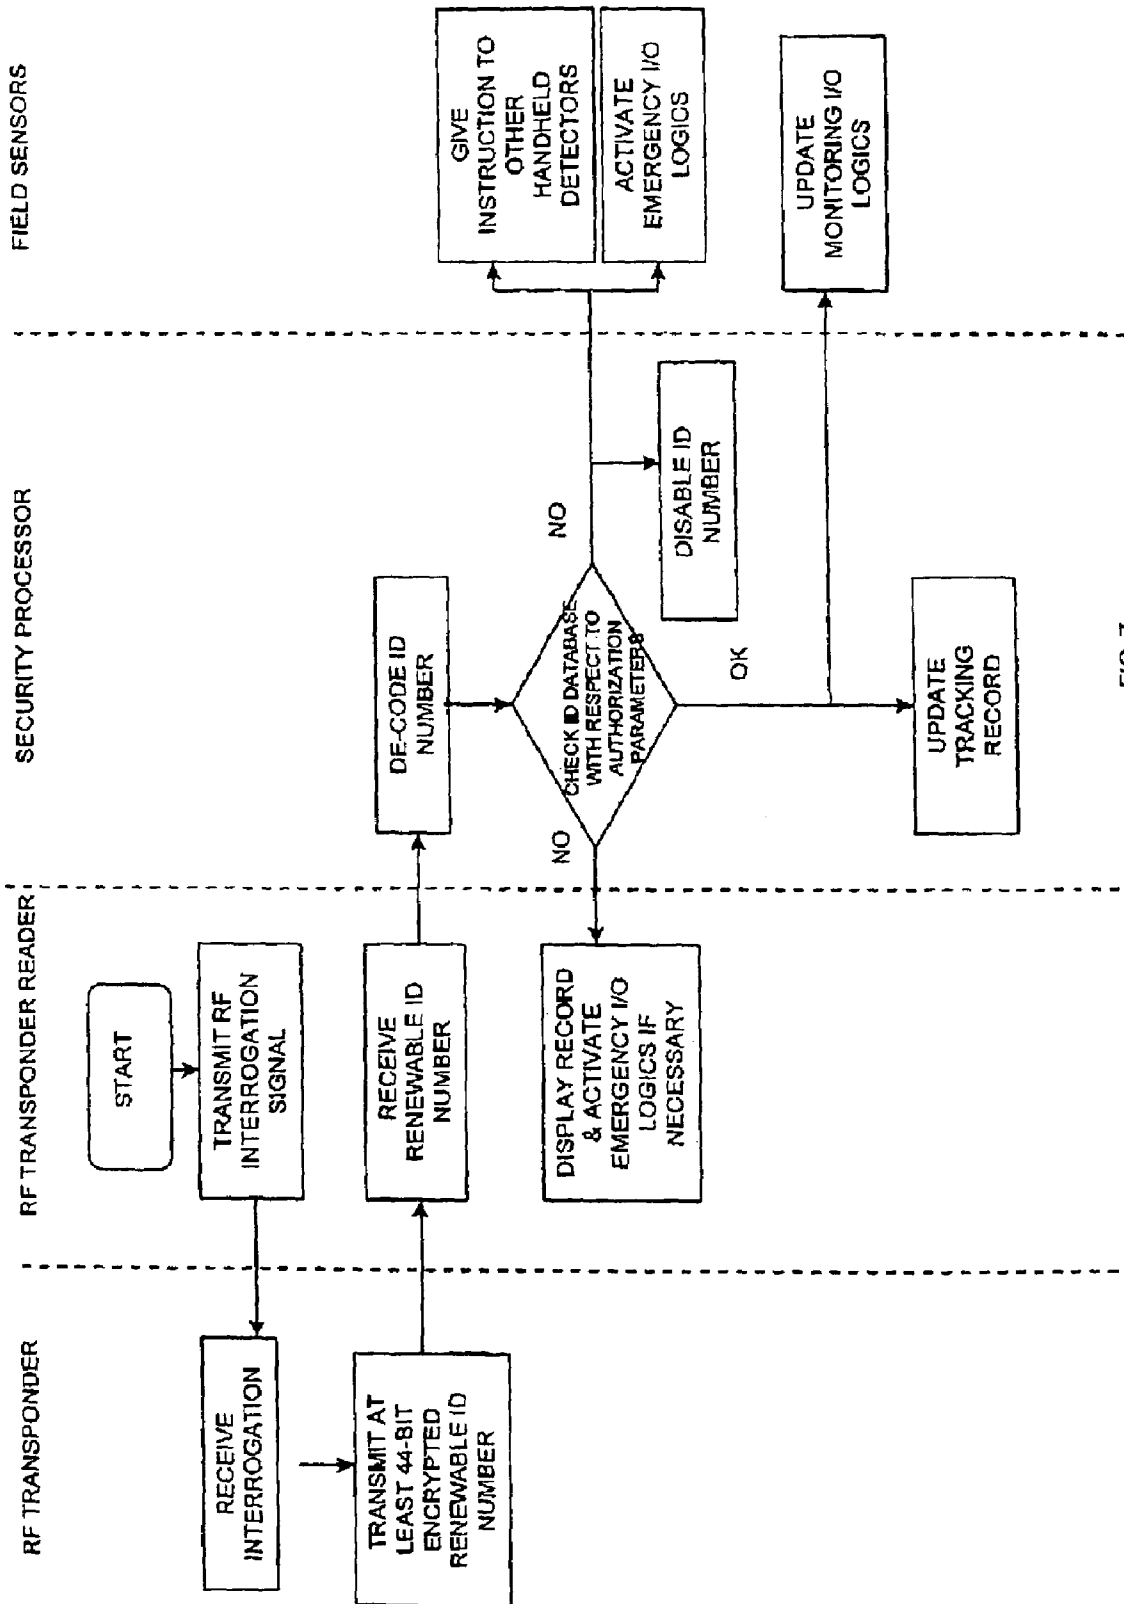 RF TRANSPONDER
RF TRANSPONDER READER
SECURITY PROCESSOR
FIELD SENSORS
START
TRANSMIT RF
INTERROGATION
SIGNAL
RECEIVE
INTERROGATION
TRANSMIT AT
LEAST 44-BIT
ENCRYPTED
RENEWABLE ID
NUMBER
RECEIVE
RENEWABLE ID
NUMBER
DE-CODE ID
NUMBER
CHECK ID DATABASE
WITH RESPECT TO
AUTHORIZATION
PARAMETERS
NO
NO
OK
DISPLAY RECORD
& ACTIVATE
EMERGENCY I/O
LOGICS IF
NECESSARY
DISABLE ID
NUMBER
UPDATE
TRACKING
RECORD
GIVE
INSTRUCTION TO
OTHER
HANDHELD
DETECTORS
ACTIVATE
EMERGENCY I/O
LOGICS
UPDATE
MONITORING I/O
LOGICS